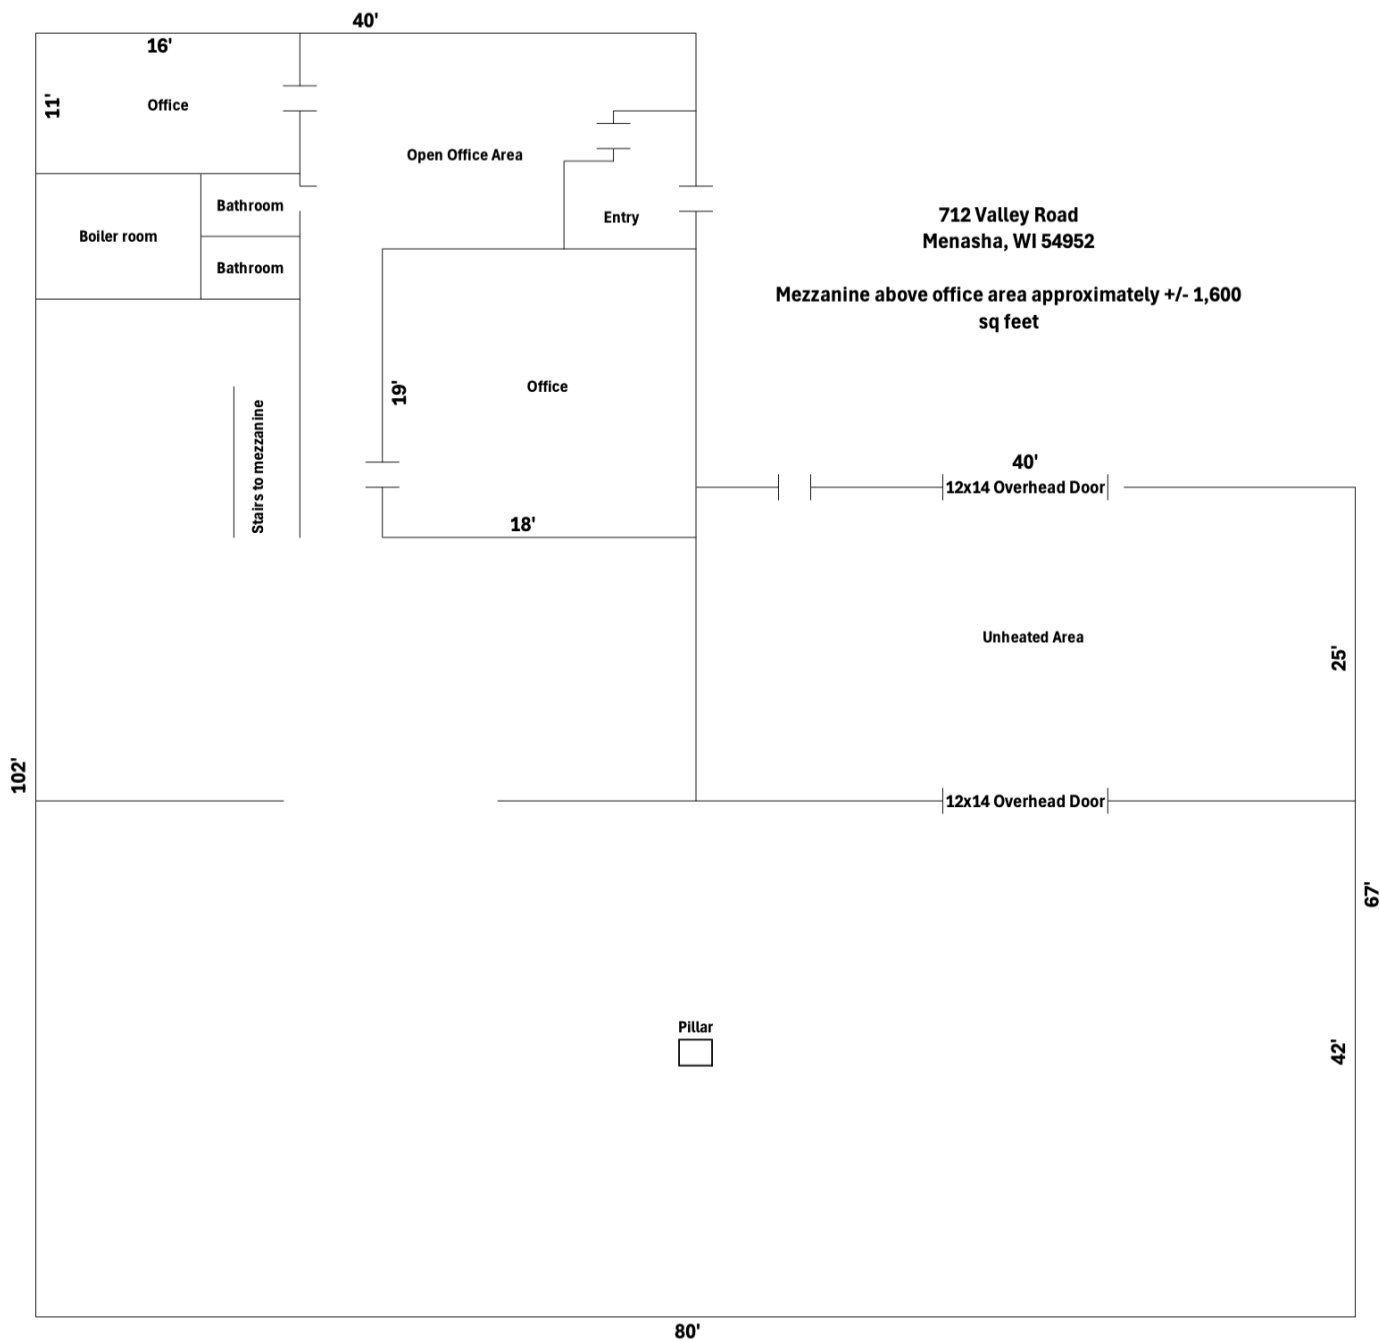 40'
16'
11'
Office
Open Office Area
Bathroom
Entry
Boiler room
Bathroom
712 Valley Road
Menasha, WI 54952
Mezzanine above office area approximately +/- 1,600
sq feet
Office
19'
Stairs to mezzanine
40'
12x14 Overhead Door
18'
Unheated Area
25'
102'
12x14 Overhead Door
67'
Pillar
42'
80'